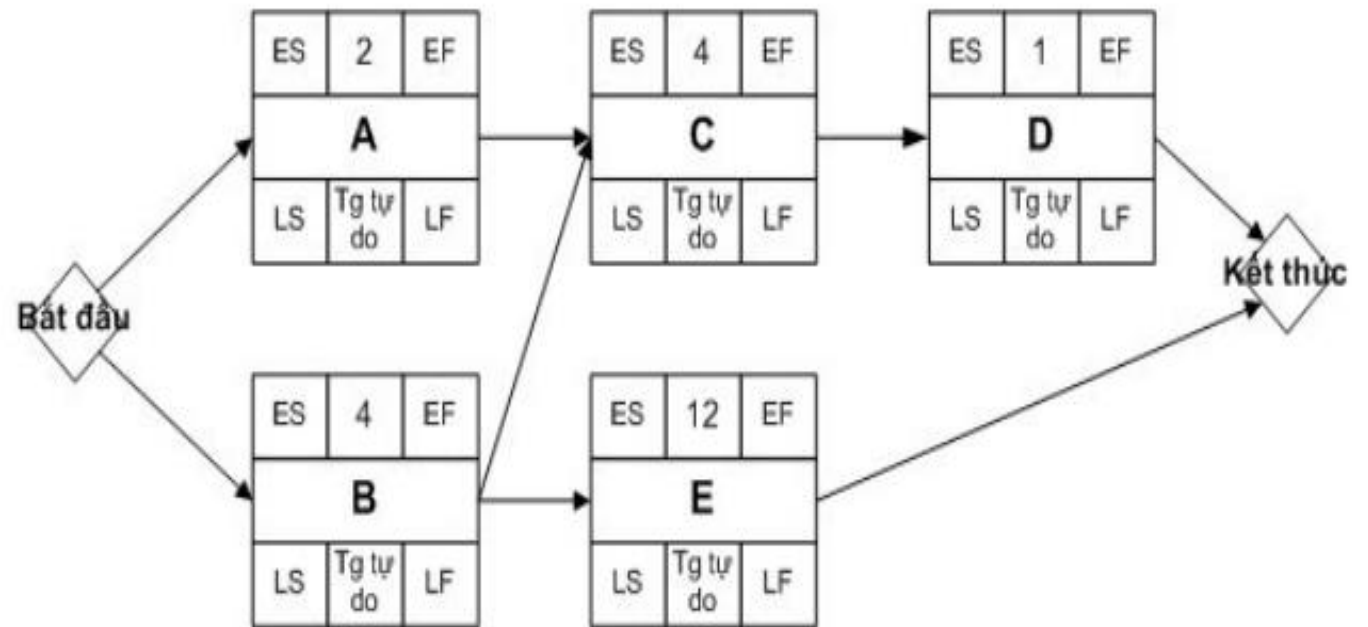 ES 2 EF
A
LS Tg tự do LF
ES 4 EF
C
LS Tg tự do LF
ES 1 EF
D
LS Tg tự do LF
Bắt đầu
Kết thúc
ES 4 EF
B
LS Tg tự do LF
ES 12 EF
E
LS Tg tự do LF